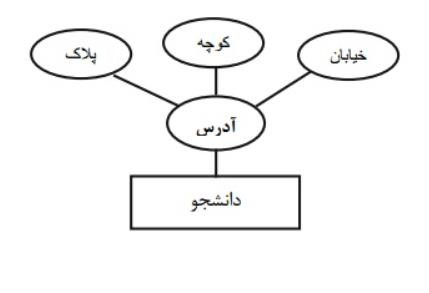 خیابان
کوچه
پلاک
آدرس
دانشجو